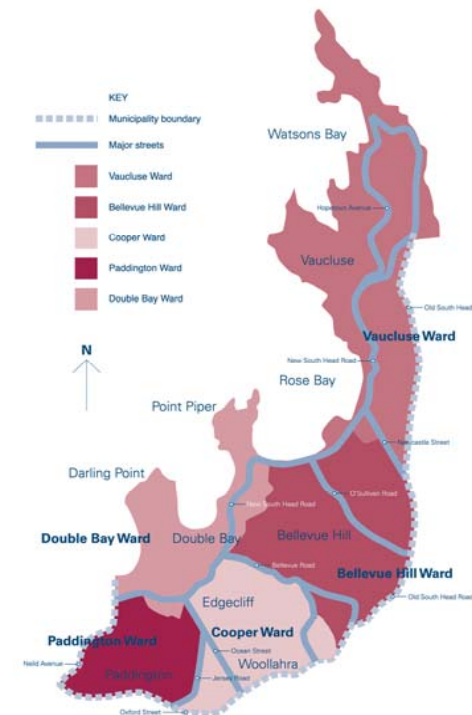 KEY
Municipality boundary
Major streets
Vaucluse Ward
Bellevue Hill Ward
Cooper Ward
Paddington Ward
Double Bay Ward
N
Watsons Bay
Hopetown Avenue
Vaucluse
Old South Head
Vaucluse Ward
New South Head Road
Rose Bay
Point Piper
Newcastle Street
Darling Point
O'Sullivan Road
New South Head Road
Double Bay Ward
Double Bay
Bellevue Hill
Bellevue Road
Bellevue Hill Ward
Old South Head Road
Edgecliff
Paddington Ward
Cooper Ward
Ocean Street
Neild Avenue
Woollahra
Paddington
Jersey Road
Oxford Street